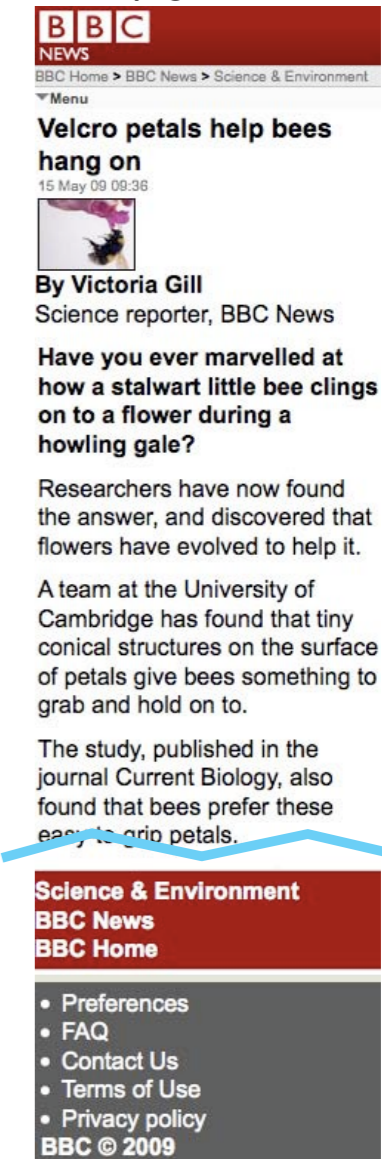 BBC
NEWS
BBC Home > BBC News > Science & Environment
Menu
Velcro petals help bees
hang on
15 May 09 09:36
By Victoria Gill
Science reporter, BBC News
Have you ever marvelled at
how a stalwart little bee clings
on to a flower during a
howling gale?
Researchers have now found
the answer, and discovered that
flowers have evolved to help it.
A team at the University of
Cambridge has found that tiny
conical structures on the surface
of petals give bees something to
grab and hold on to.
The study, published in the
journal Current Biology, also
found that bees prefer these
easy-to-grip petals.
Science & Environment
BBC News
BBC Home
• Preferences
• FAQ
• Contact Us
• Terms of Use
• Privacy policy
BBC © 2009